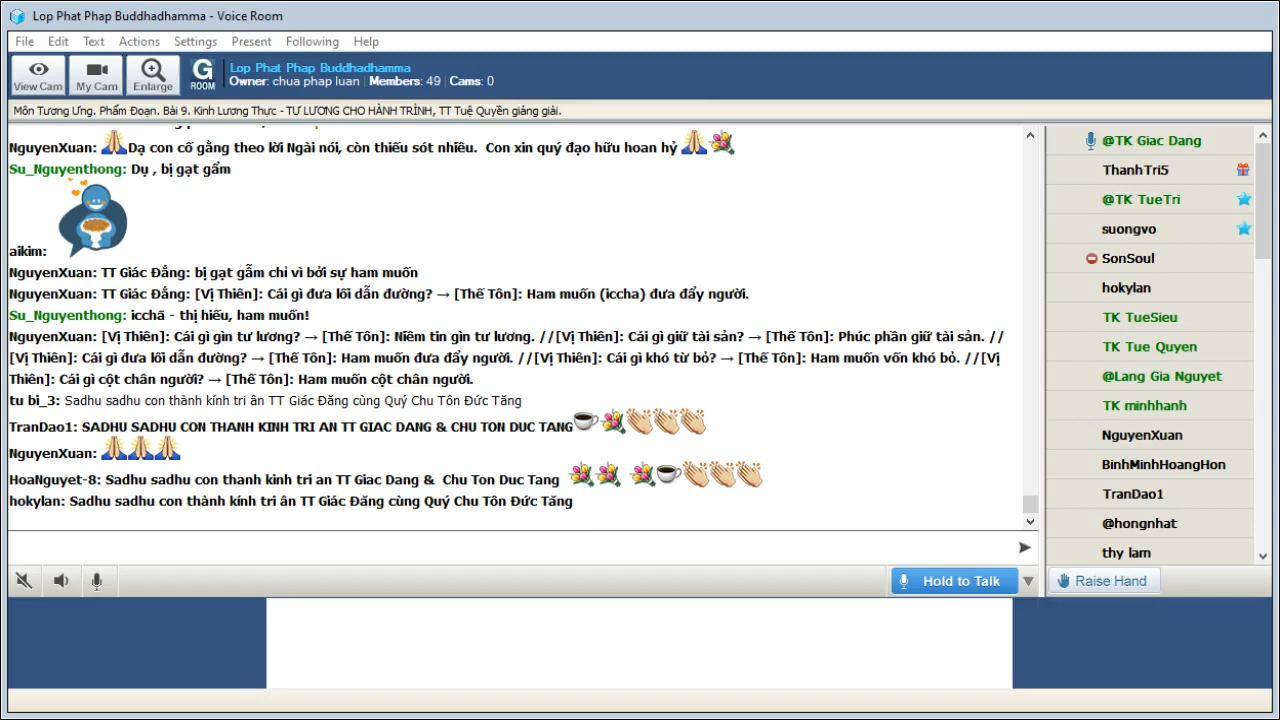 Lop Phat Phap Buddhadhamma - Voice Room
File Edit Text Actions Settings Present Following Help
View Cam My Cam Enlarge G ROOM
Lop Phat Phap Buddhadhamma
Owner: chua phap luan Members: 49 Cams: 0
Môn Tương Ưng. Phẩm Đoạn. Bài 9. Kinh Lương Thực - TƯ LƯƠNG CHO HÀNH TRÌNH, TT Tuệ Quyền giảng giải.
NguyenXuan: Dạ con cố gắng theo lời Ngài nói, còn thiếu sót nhiều. Con xin quý đạo hữu hoan hỷ
Su_Nguyenthong: Dụ , bị gạt gẩm
aikim:
NguyenXuan: TT Giác Đẳng: bị gạt gẫm chỉ vì bởi sự ham muốn
NguyenXuan: TT Giác Đẳng: [Vị Thiên]: Cái gì đưa lối dẫn đường? → [Thế Tôn]: Ham muốn (iccha) đưa đẩy người.
Su_Nguyenthong: icchā - thị hiếu, ham muốn!
NguyenXuan: [Vị Thiên]: Cái gì gìn tư lương? → [Thế Tôn]: Niềm tin gìn tư lương. //[Vị Thiên]: Cái gì giữ tài sản? → [Thế Tôn]: Phúc phần giữ tài sản. //
[Vị Thiên]: Cái gì đưa lối dẫn đường? → [Thế Tôn]: Ham muốn đưa đẩy người. //[Vị Thiên]: Cái gì khó từ bỏ? → [Thế Tôn]: Ham muốn vốn khó bỏ. //[Vị
Thiên]: Cái gì cột chân người? → [Thế Tôn]: Ham muốn cột chân người.
tu bi_3: Sadhu sadhu con thành kính tri ân TT Giác Đăng cùng Quý Chu Tôn Đức Tăng
TranDao1: SADHU SADHU CON THANH KINH TRI AN TT GIAC DANG & CHU TON DUC TANG
NguyenXuan:
HoaNguyet-8: Sadhu sadhu con thanh kinh tri an TT Giac Dang & Chu Ton Duc Tang
hokylan: Sadhu sadhu con thành kính tri ân TT Giác Đăng cùng Quý Chu Tôn Đức Tăng
Hold to Talk
@TK Giac Dang
ThanhTri5
@TK TueTri
suongvo
SonSoul
hokylan
TK TueSieu
TK Tue Quyen
@Lang Gia Nguyet
TK minhhanh
NguyenXuan
BinhMinhHoangHon
TranDao1
@hongnhat
thy lam
Raise Hand